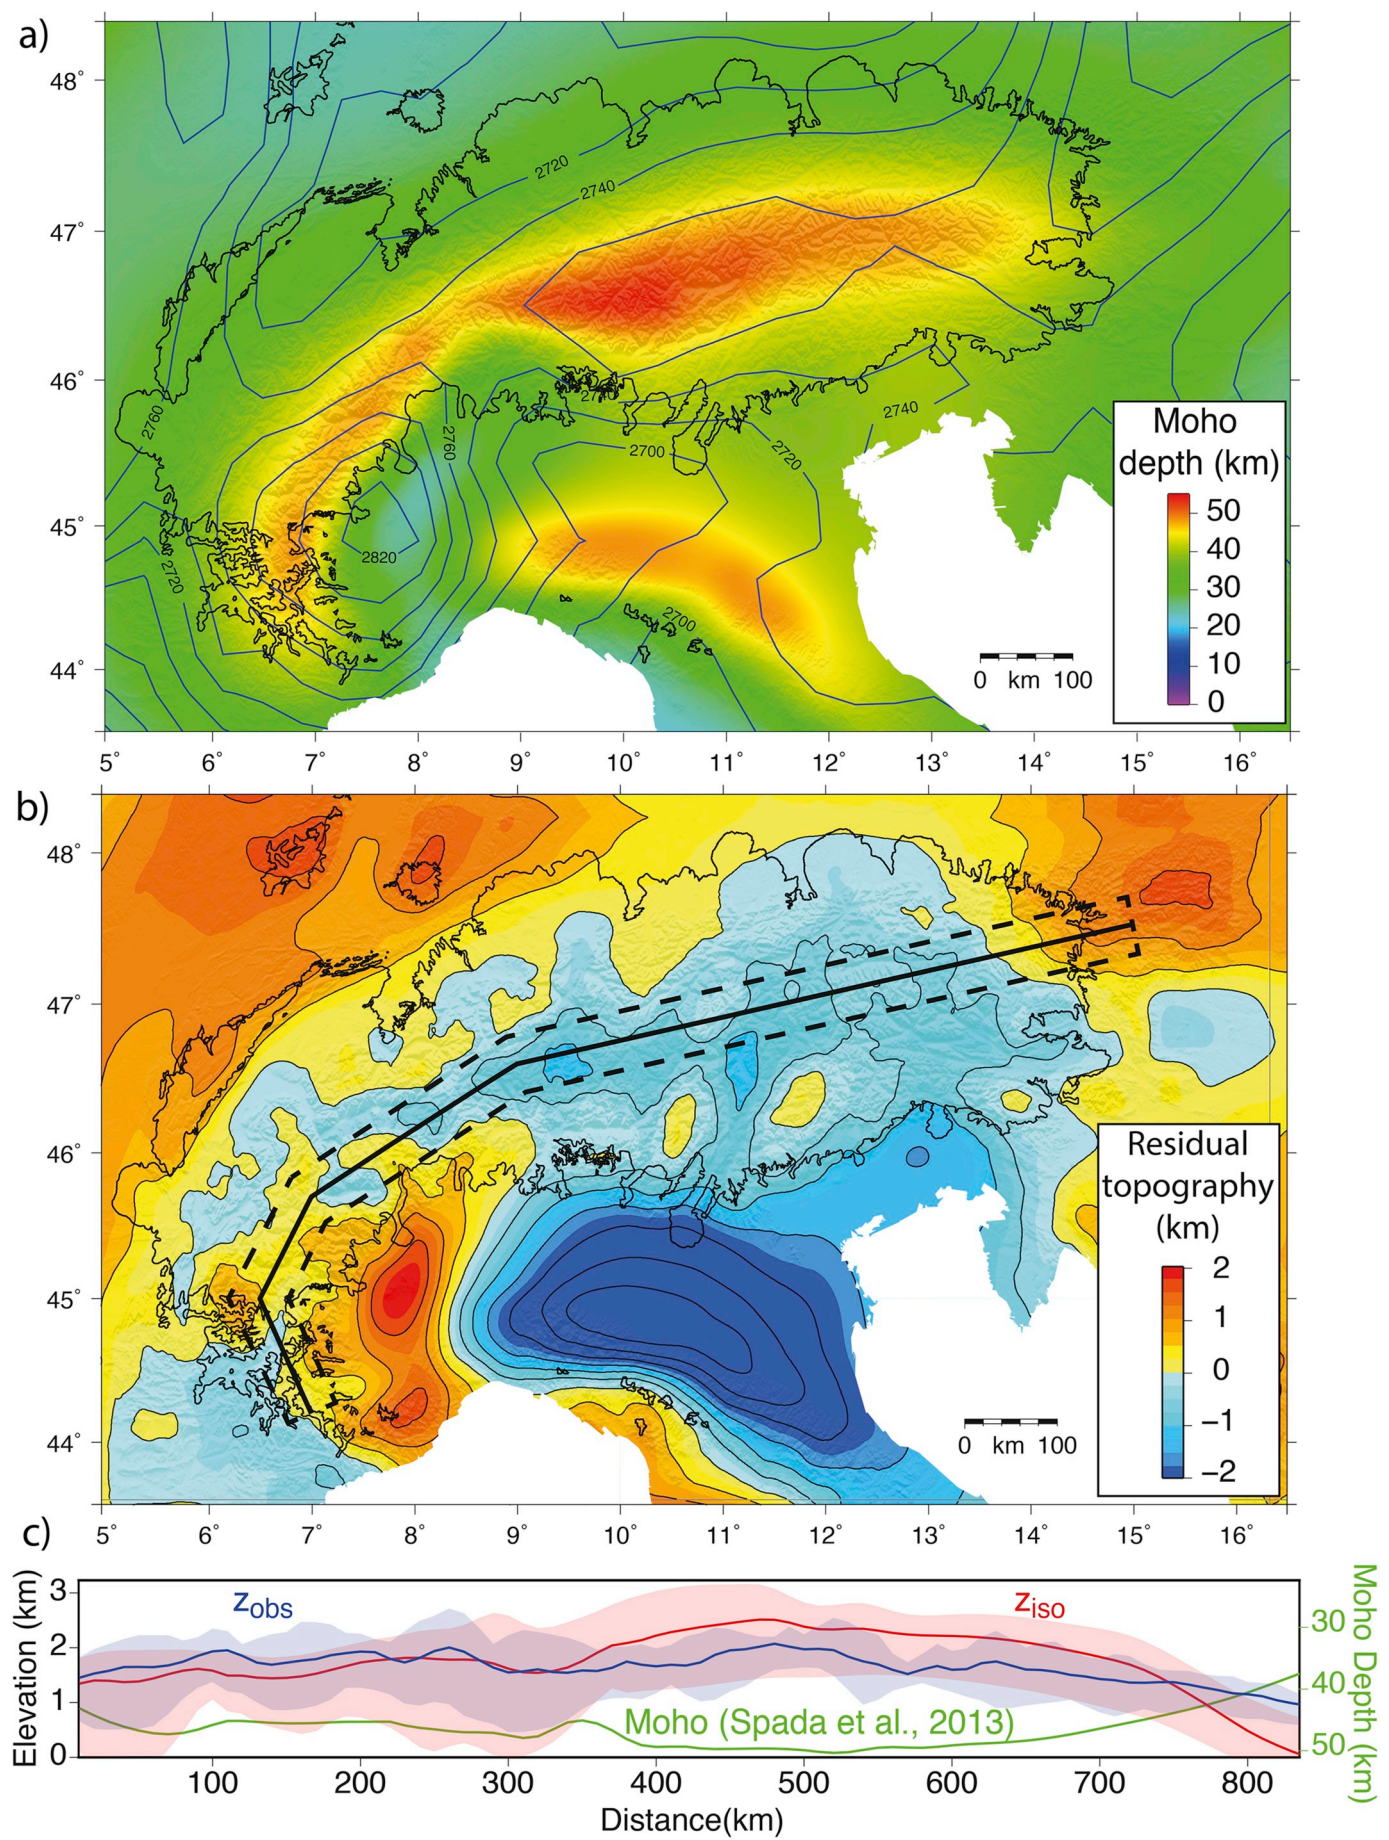 a)
48°
47°
46°
45°
44°
2720
2740
2760
2760
2740
2740
2700
2720
2720
2820
2700
Moho
depth (km)
50
40
30
20
10
0
0 km 100
5° 6° 7° 8° 9° 10° 11° 12° 13° 14° 15° 16°
b)
48°
47°
46°
45°
44°
Residual
topography
(km)
2
1
0
−1
−2
0 km 100
5° 6° 7° 8° 9° 10° 11° 12° 13° 14° 15° 16°
c)
Elevation (km)
3
2
1
0
zobs
ziso
Moho (Spada et al., 2013)
30
40
50
Moho Depth (km)
100 200 300 400 500 600 700 800
Distance(km)